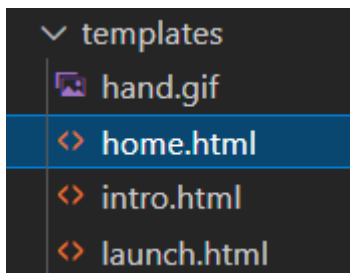 templates
hand.gif
home.html
intro.html
launch.html